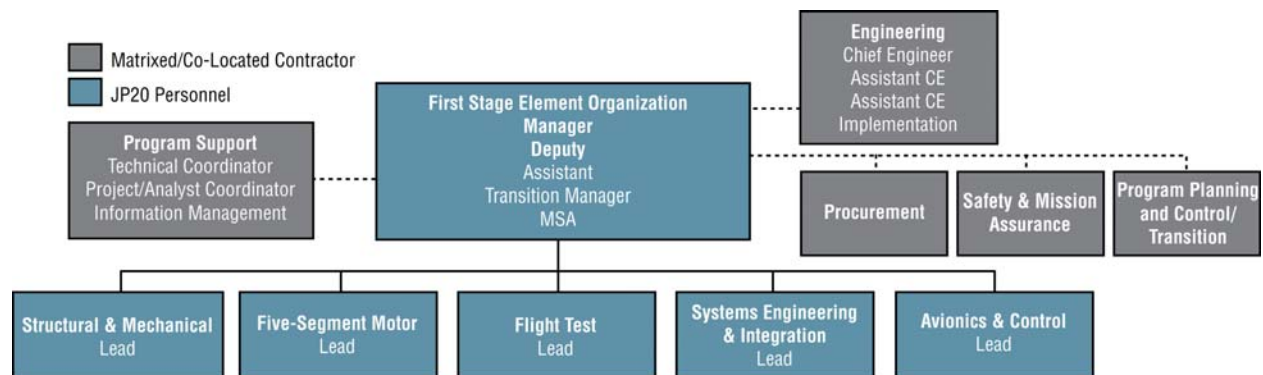 Matrixed/Co-Located Contractor
JP20 Personnel
Program Support
Technical Coordinator
Project/Analyst Coordinator
Information Management
First Stage Element Organization
Manager
Deputy
Assistant
Transition Manager
MSA
Engineering
Chief Engineer
Assistant CE
Assistant CE
Implementation
Procurement
Safety & Mission
Assurance
Program Planning
and Control/
Transition
Structural & Mechanical
Lead
Five-Segment Motor
Lead
Flight Test
Lead
Systems Engineering
& Integration
Lead
Avionics & Control
Lead